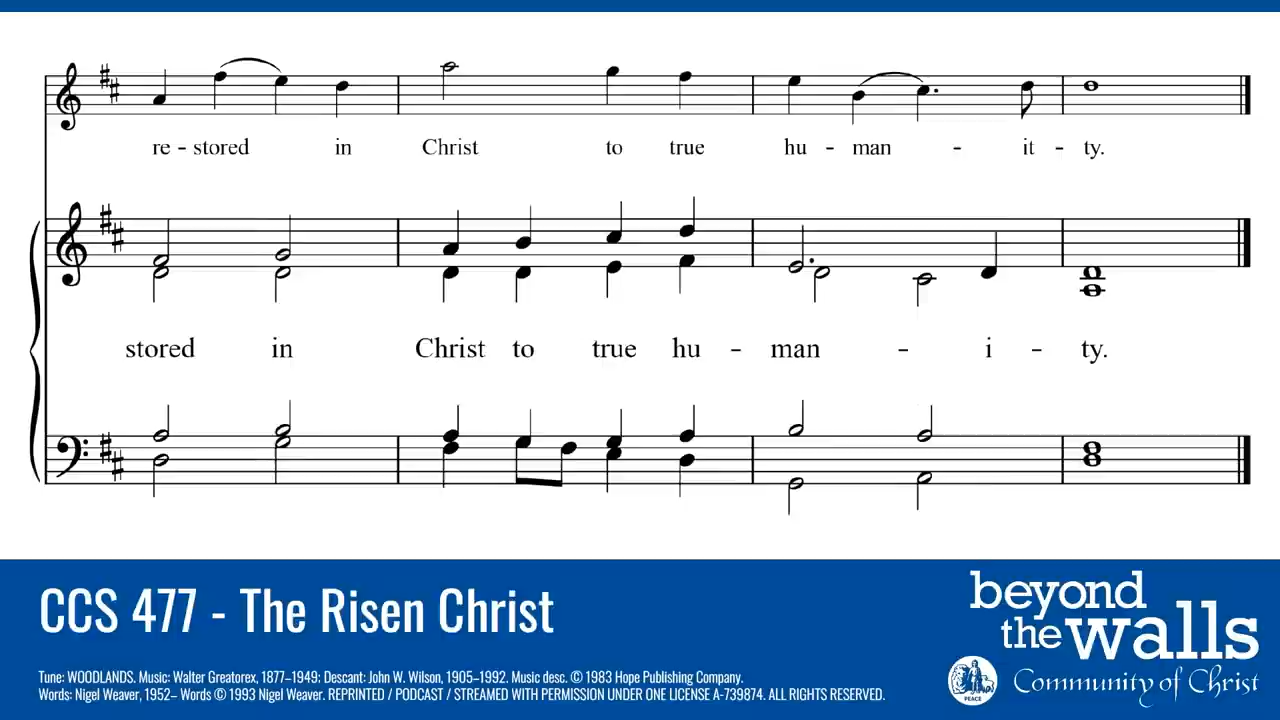 re - stored in Christ to true hu - man - it - ty.
stored in Christ to true hu - man - i - ty.
CCS 477 - The Risen Christ
Tune: WOODLANDS. Music: Walter Greatorex, 1877–1949; Descant: John W. Wilson, 1905–1992. Music desc. © 1983 Hope Publishing Company.
Words: Nigel Weaver, 1952– Words © 1993 Nigel Weaver. REPRINTED / PODCAST / STREAMED WITH PERMISSION UNDER ONE LICENSE A-739874. ALL RIGHTS RESERVED.
beyond
the walls
PEACE
Community of Christ